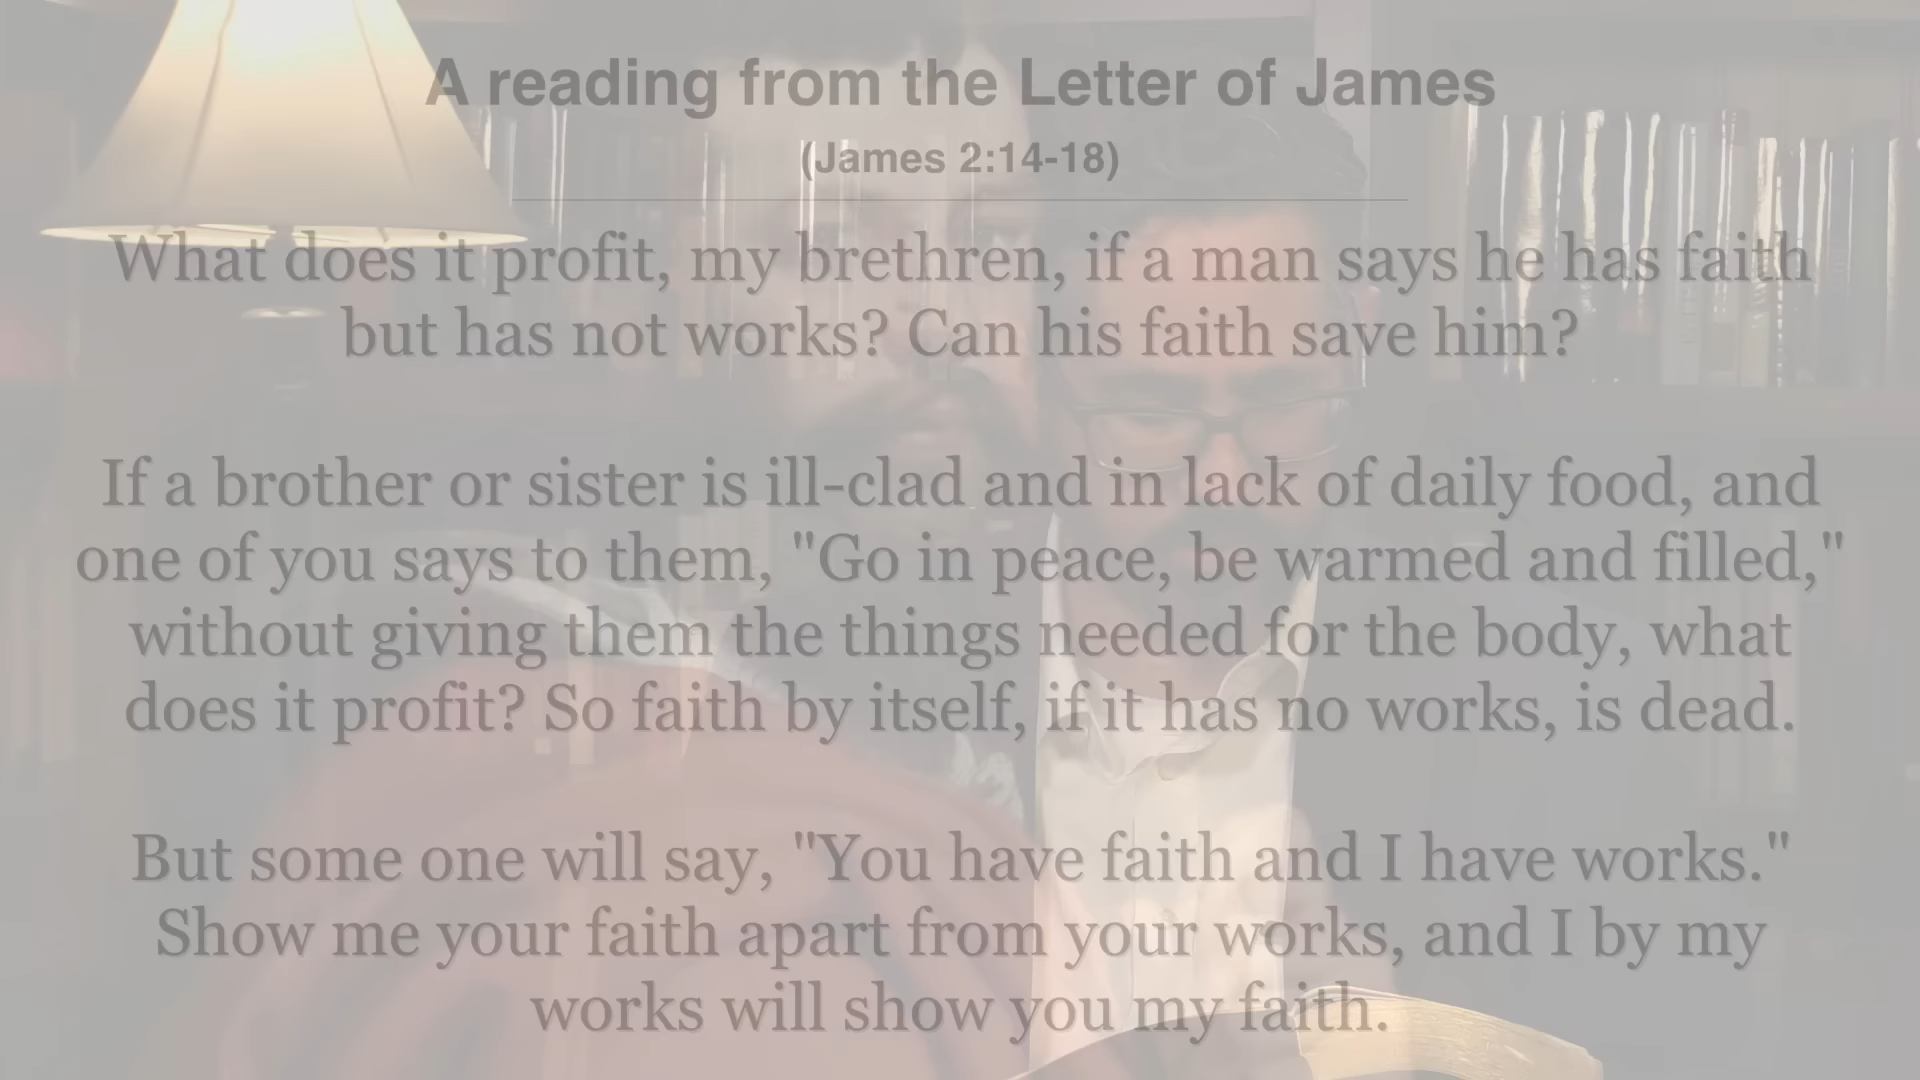 A reading from the Letter of James
(James 2:14-18)
What does it profit, my brethren, if a man says he has faith
but has not works? Can his faith save him?
If a brother or sister is ill-clad and in lack of daily food, and
one of you says to them, "Go in peace, be warmed and filled,"
without giving them the things needed for the body, what
does it profit? So faith by itself, if it has no works, is dead.
But some one will say, "You have faith and I have works."
Show me your faith apart from your works, and I by my
works will show you my faith.